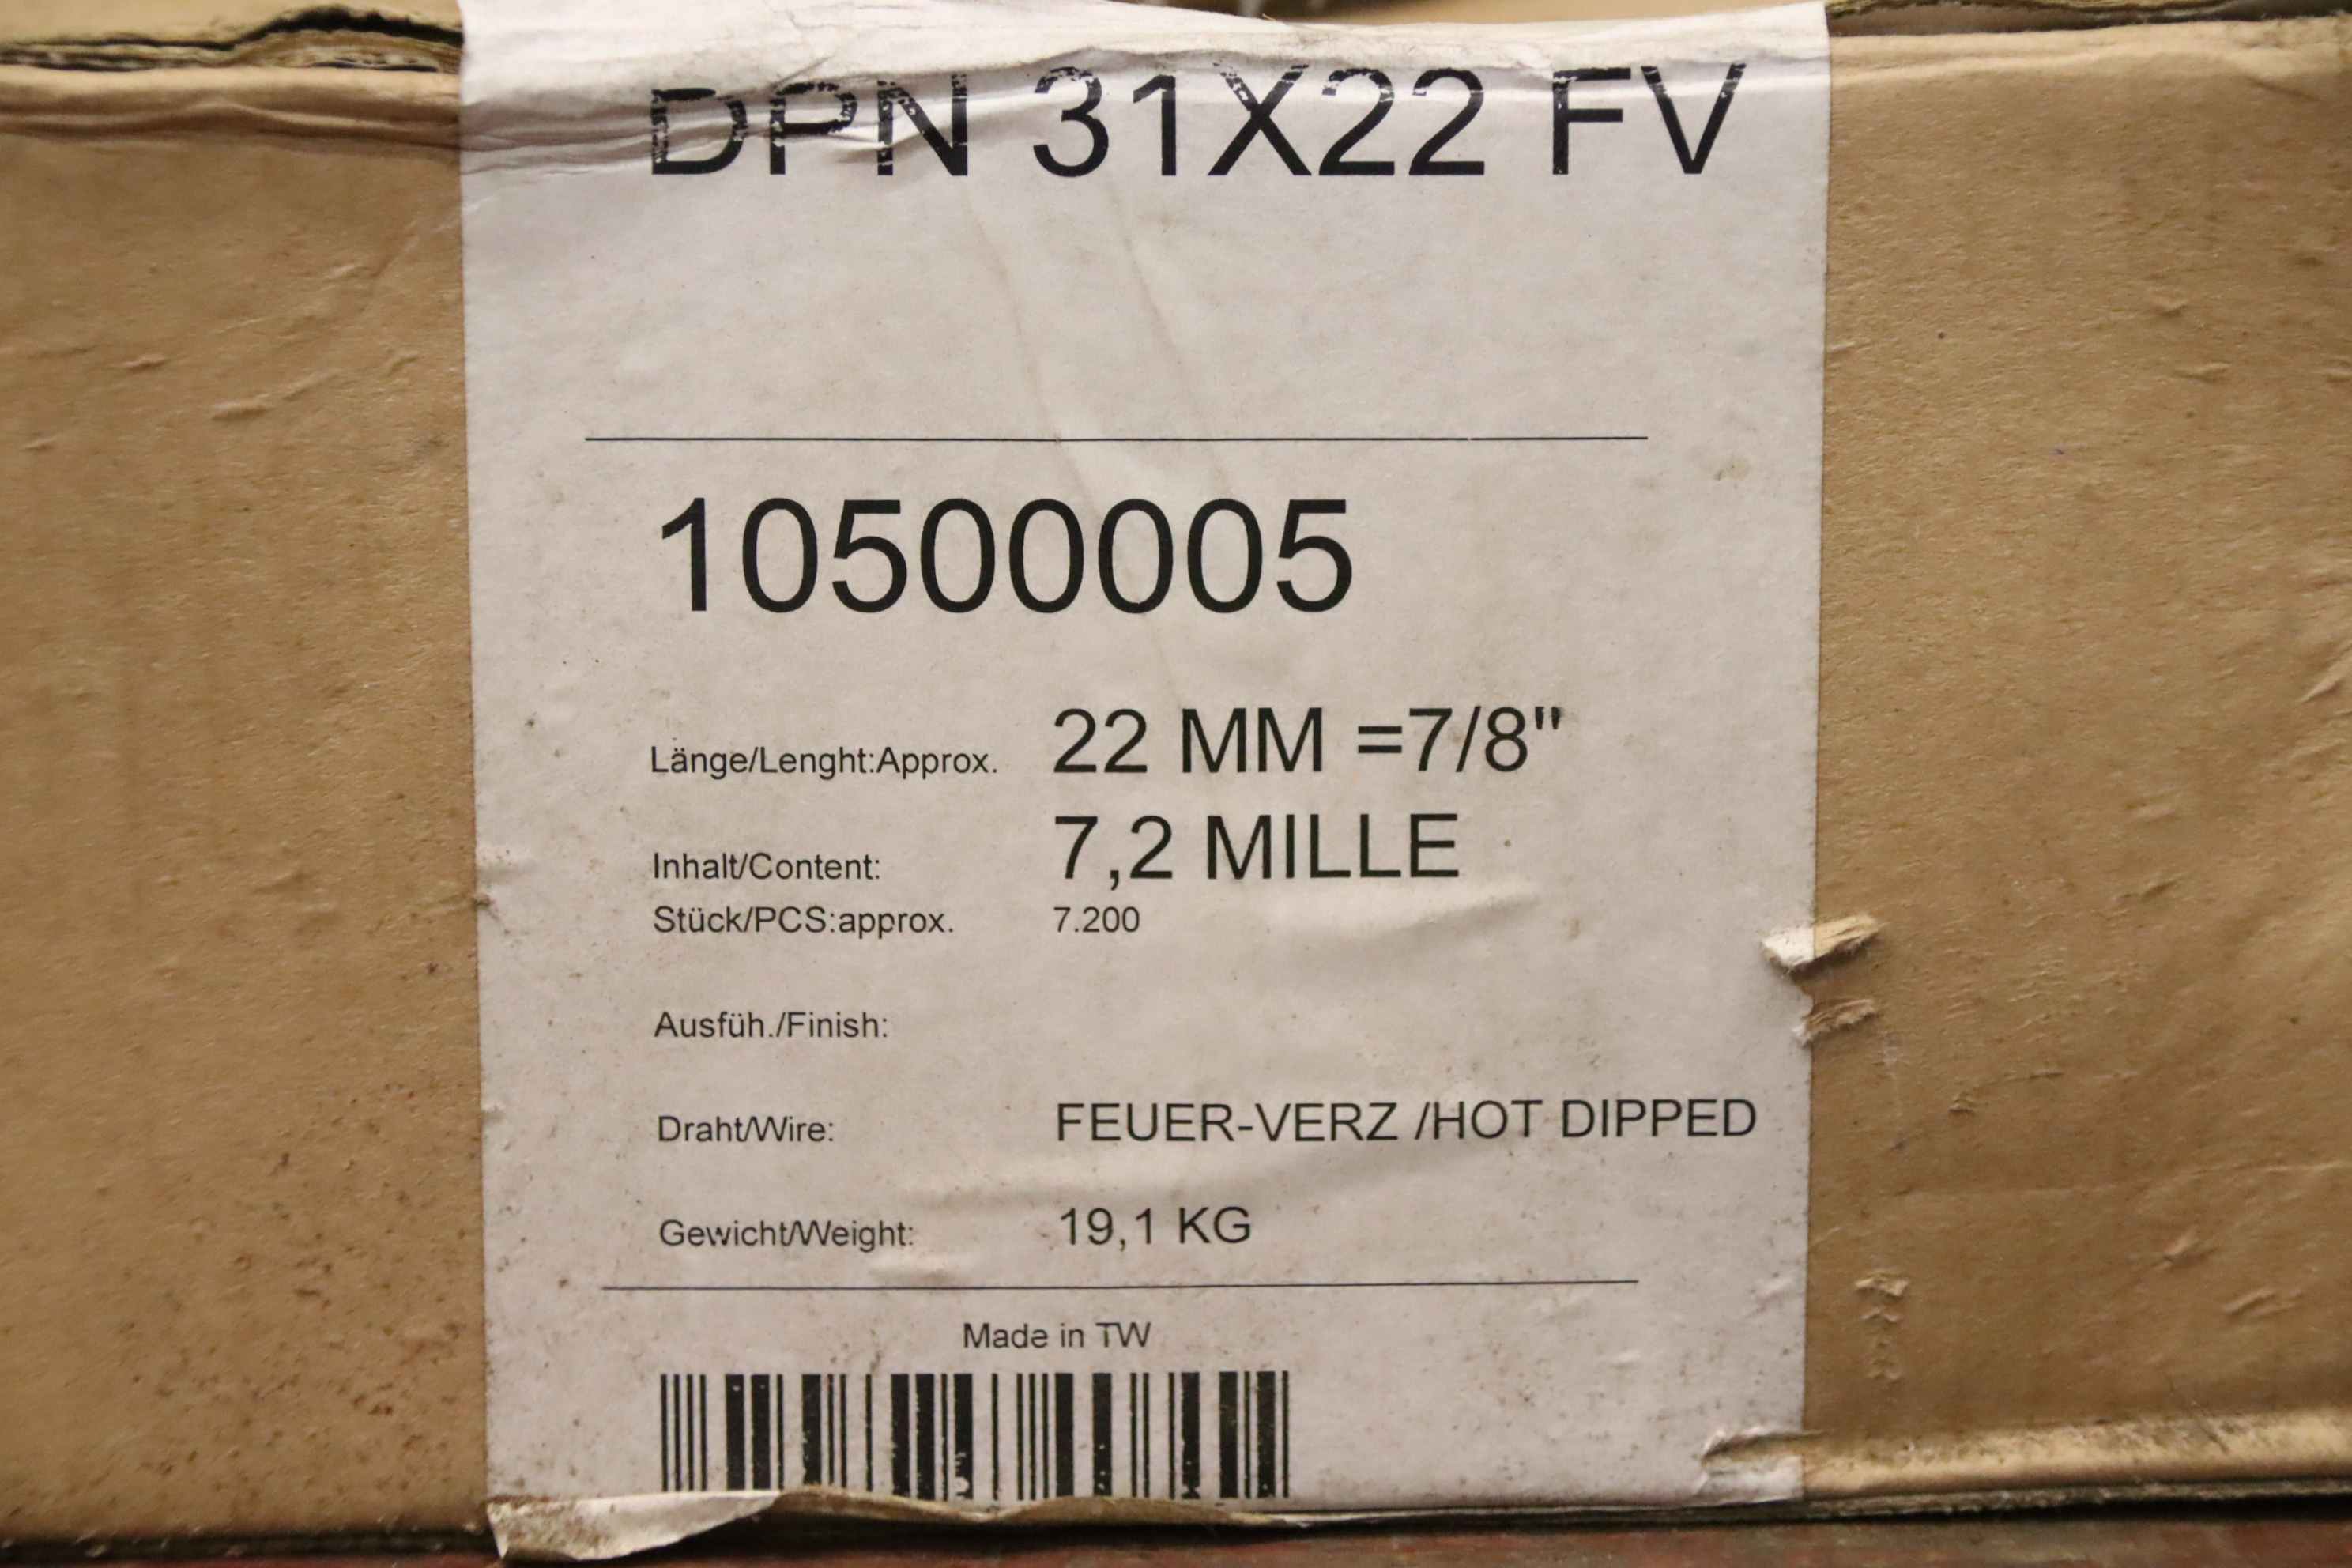 DPN 31X22 FV
10500005
Länge/Lenght:Approx. 22 MM =7/8"
Inhalt/Content: 7,2 MILLE
Stück/PCS:approx. 7.200
Ausfüh./Finish:
Draht/Wire: FEUER-VERZ /HOT DIPPED
Gewicht/Weight: 19,1 KG
Made in TW